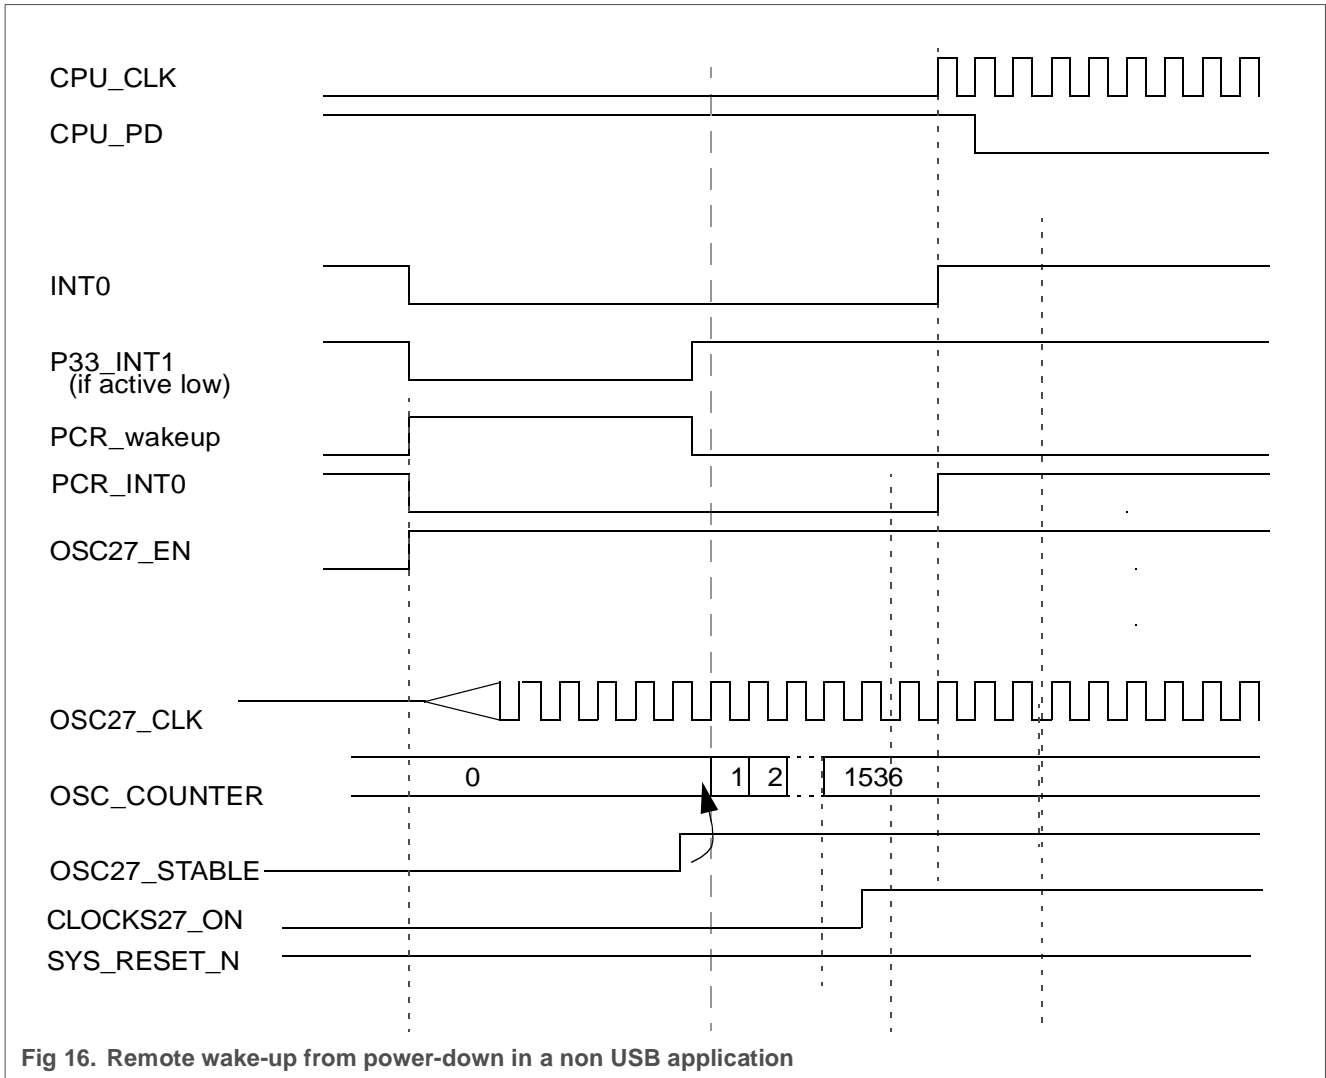 CPU_CLK
CPU_PD
INT0
P33_INT1
(if active low)
PCR_wakeup
PCR_INT0
OSC27_EN
OSC27_CLK
OSC_COUNTER
0
1
2
1536
OSC27_STABLE
CLOCKS27_ON
SYS_RESET_N
Fig 16. Remote wake-up from power-down in a non USB application